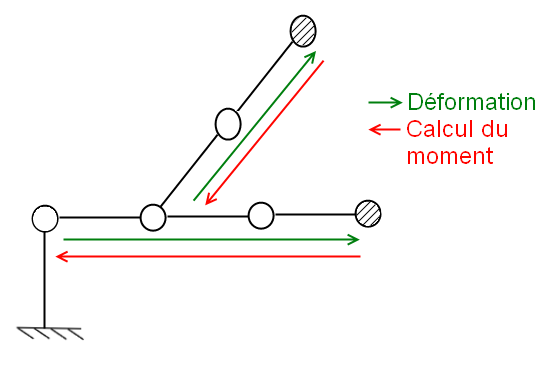 Déformation
Calcul du
moment